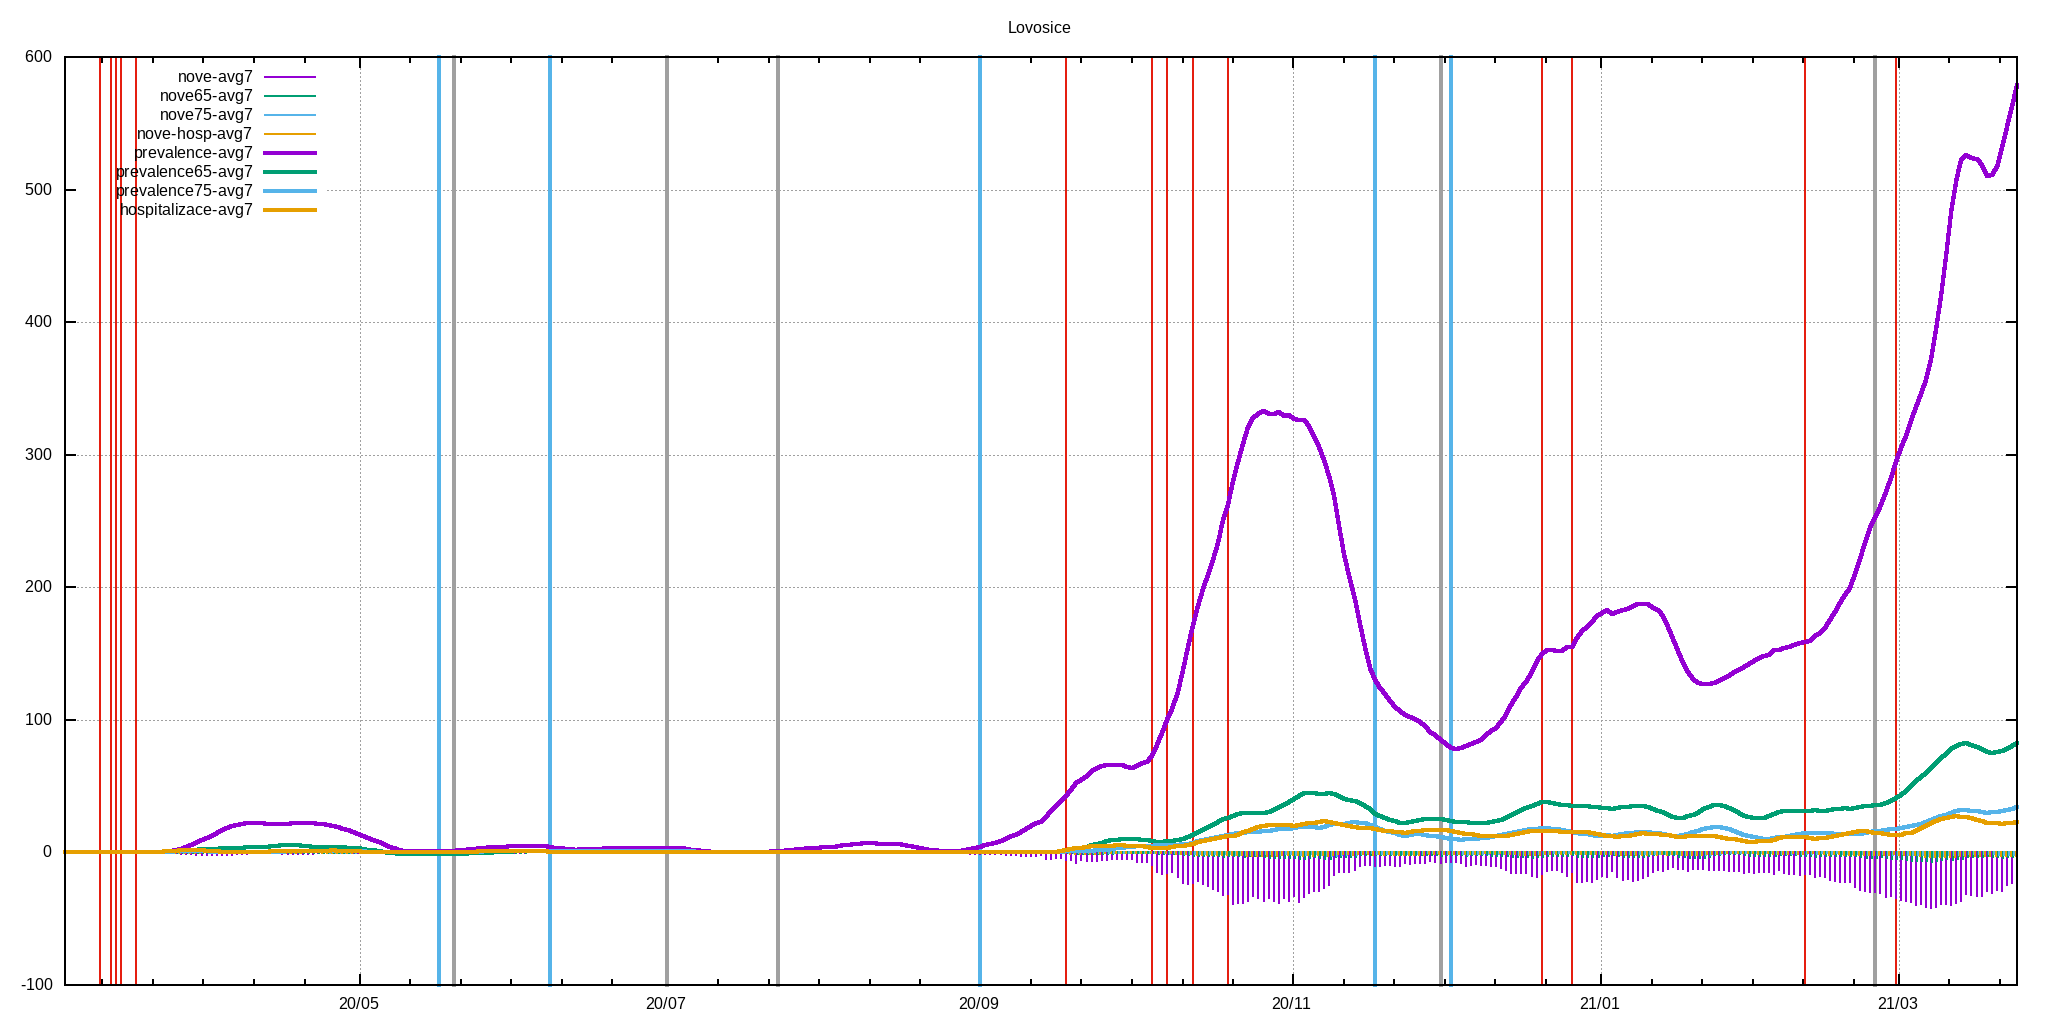 Lovosice
600
500
400
300
200
100
0
-100
nove-avg7
nove65-avg7
nove75-avg7
nove-hosp-avg7
prevalence-avg7
prevalence65-avg7
prevalence75-avg7
hospitalizace-avg7
20/05
20/07
20/09
20/11
21/01
21/03